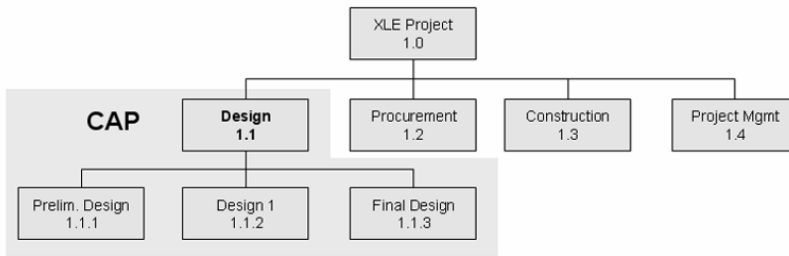 XLE Project
1.0
CAP
Design
1.1
Procurement
1.2
Construction
1.3
Project Mgmt
1.4
Prelim. Design
1.1.1
Design 1
1.1.2
Final Design
1.1.3